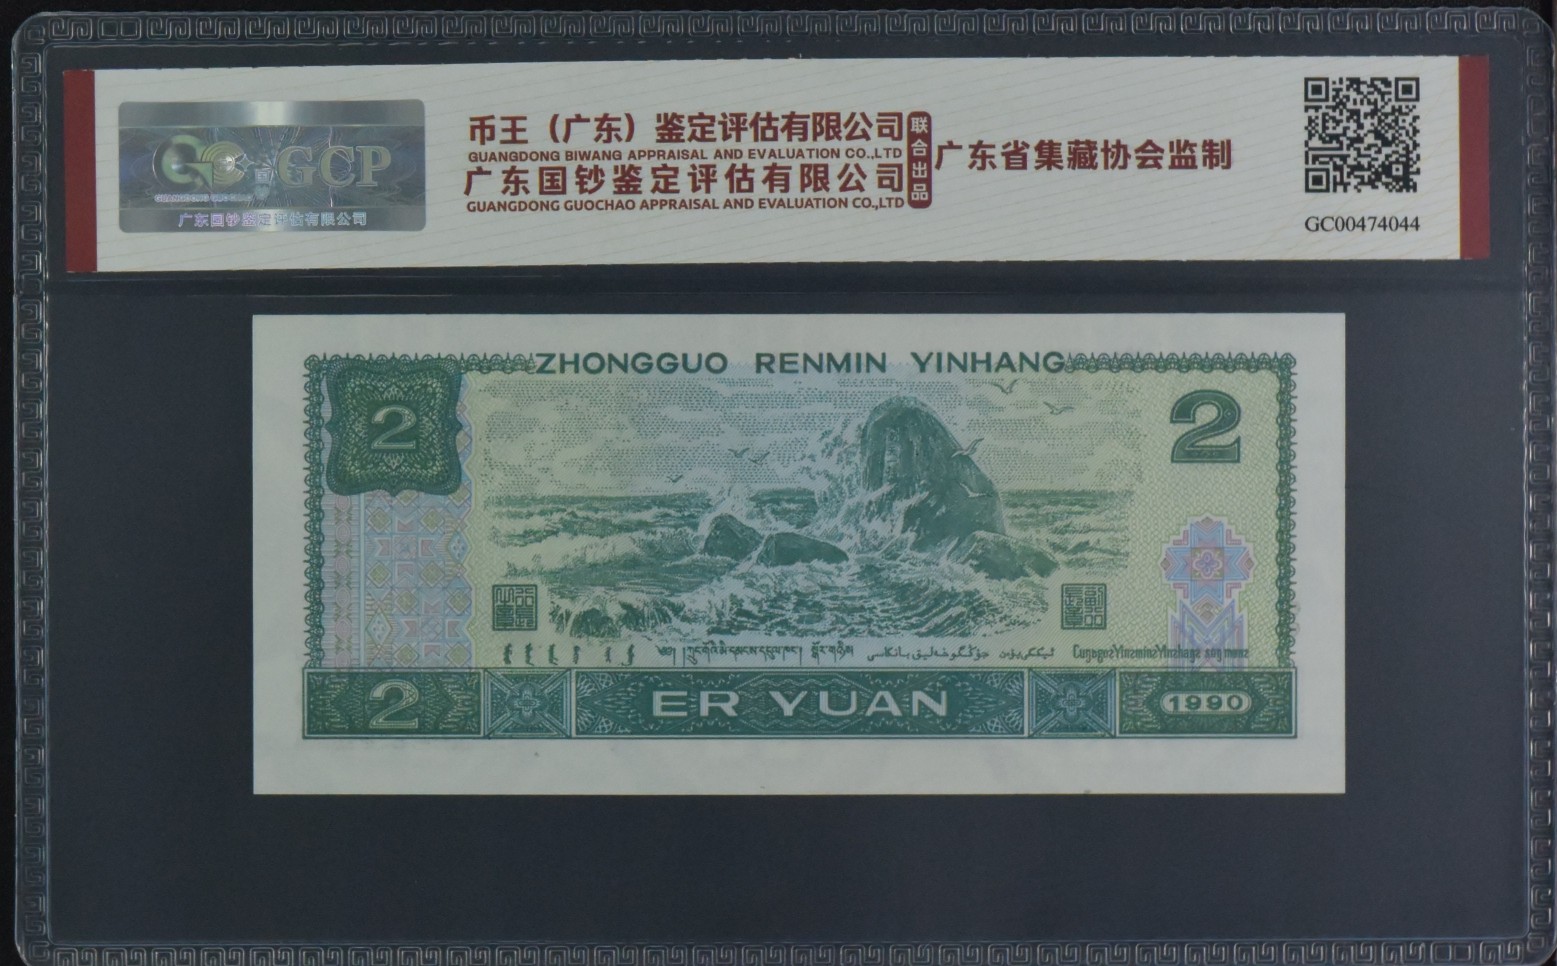 GCP
广东国钞鉴定评估有限公司
币王（广东）鉴定评估有限公司
GUANGDONG BIWANG APPRAISAL AND EVALUATION CO.,LTD
广东国钞鉴定评估有限公司
GUANGDONG GUOCHAO APPRAISAL AND EVALUATION CO.,LTD
联合出品
广东省集藏协会监制
GC00474044
ZHONGGUO RENMIN YINHANG
2
2
2
ER YUAN
1990